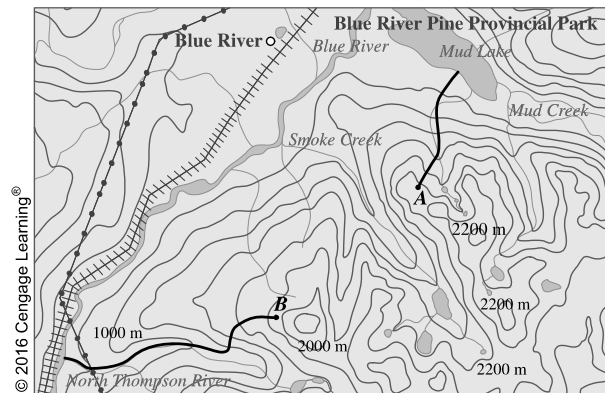 Blue River Pine Provincial Park
Blue River
Blue River
Mud Lake
Mud Creek
Smoke Creek
A
2200 m
B
2200 m
1000 m
2000 m
2200 m
North Thompson River
© 2016 Cengage Learning®